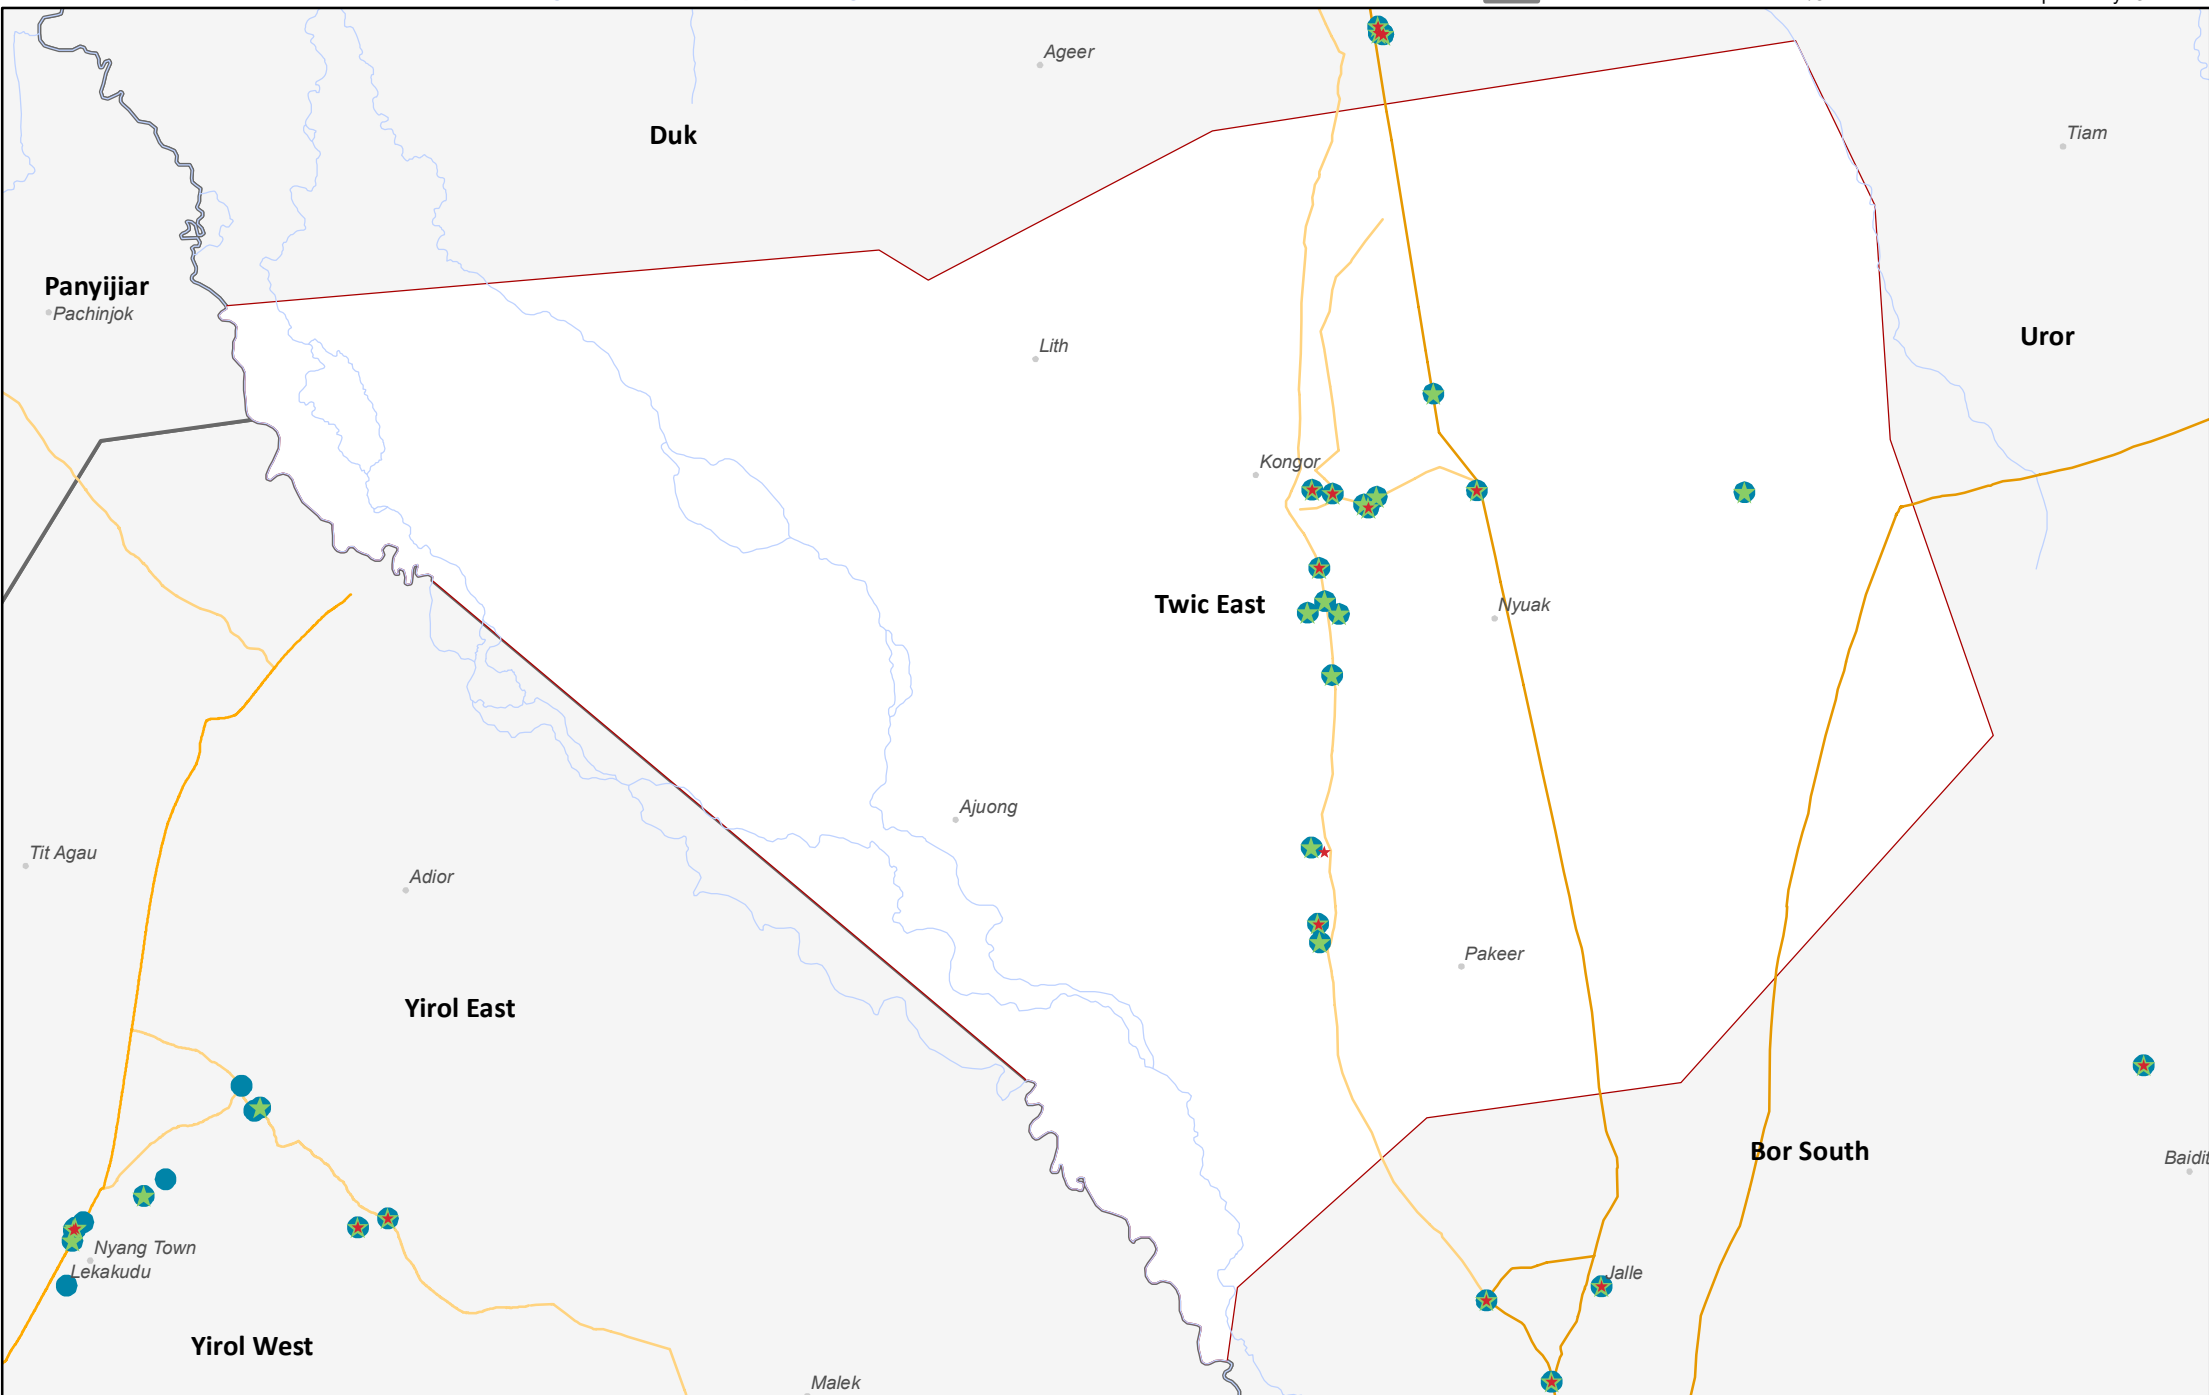 Ageer
Duk
Tiam
Panyijiar
Pachinjok
Uror
Lith
Kongor
Twic East
Nyuak
Ajuong
Tit Agau
Adior
Pakeer
Yirol East
Bor South
Baidit
Nyang Town
Lekakudu
Jalle
Yirol West
Malek